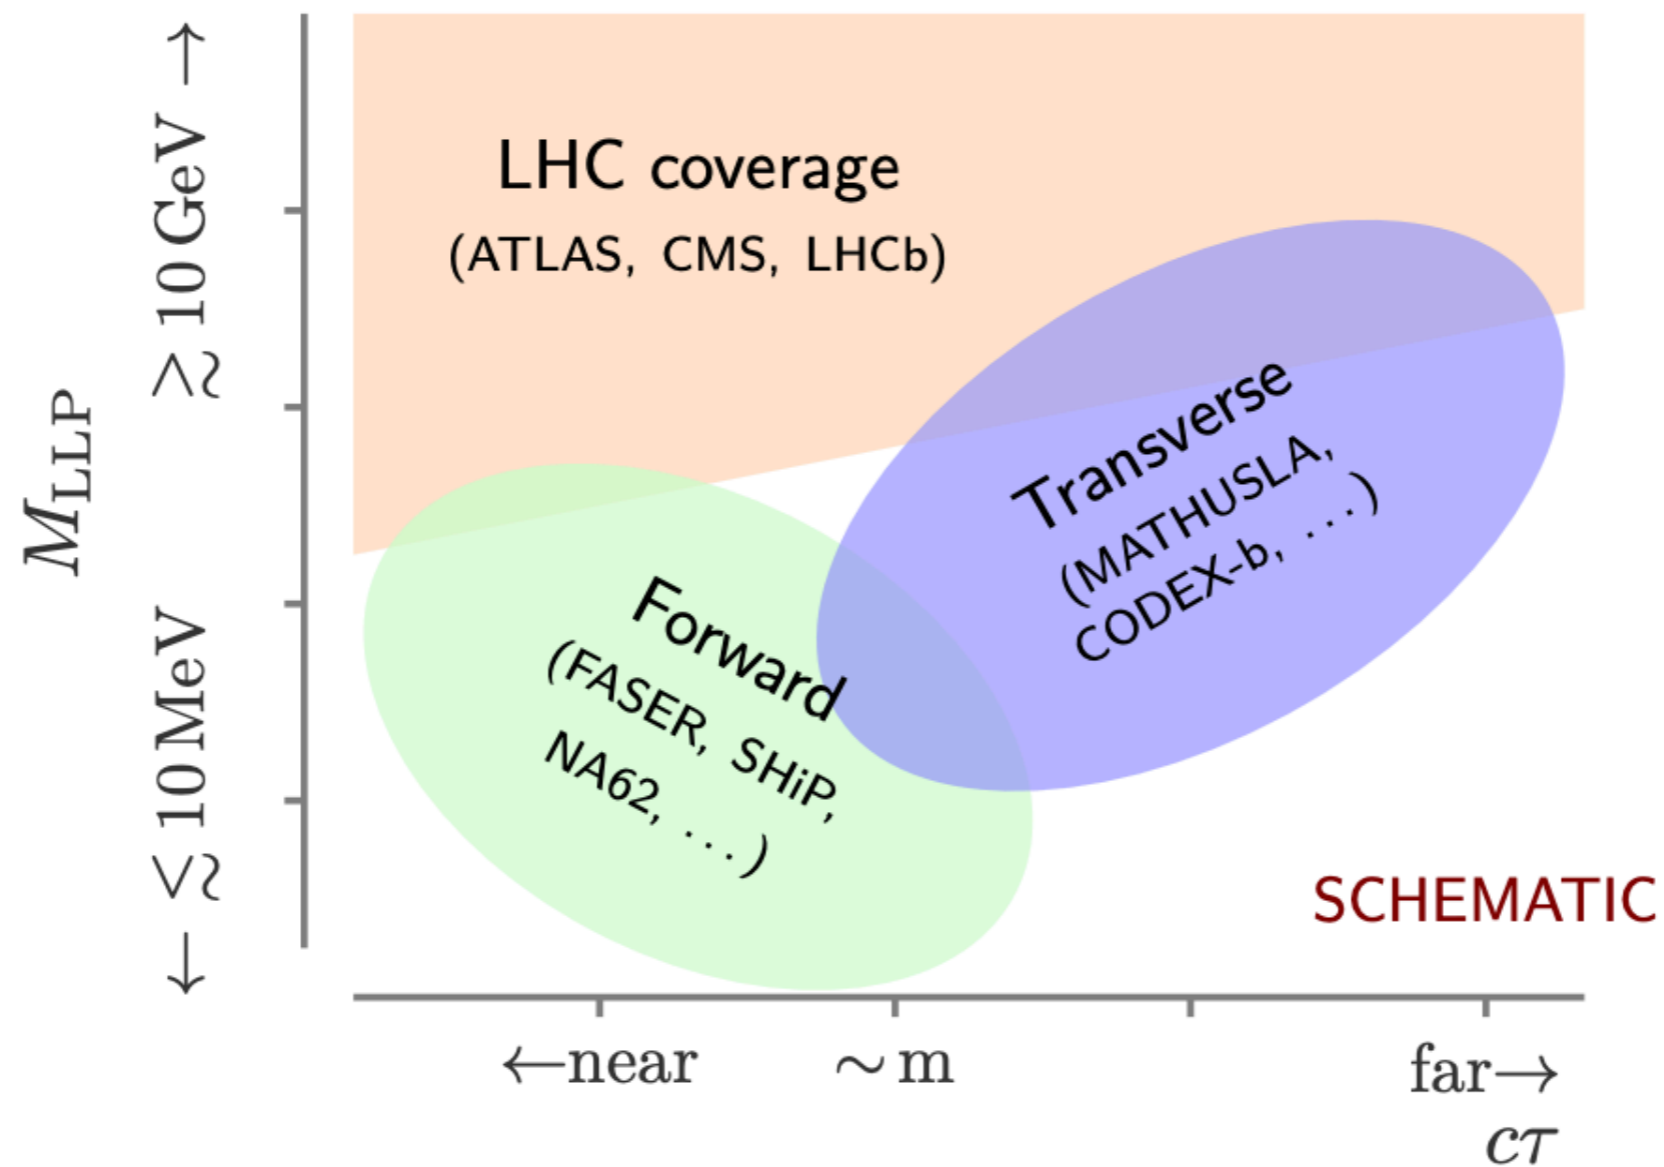 LHC coverage
(ATLAS, CMS, LHCb)
Transverse
(MATHUSLA,
CODEX-b, ...)
Forward
(FASER, SHiP,
NA62, ...)
SCHEMATIC
M_LLP
≳ 10 GeV →
← ≲ 10 MeV
←near
∼ m
far→
cτ